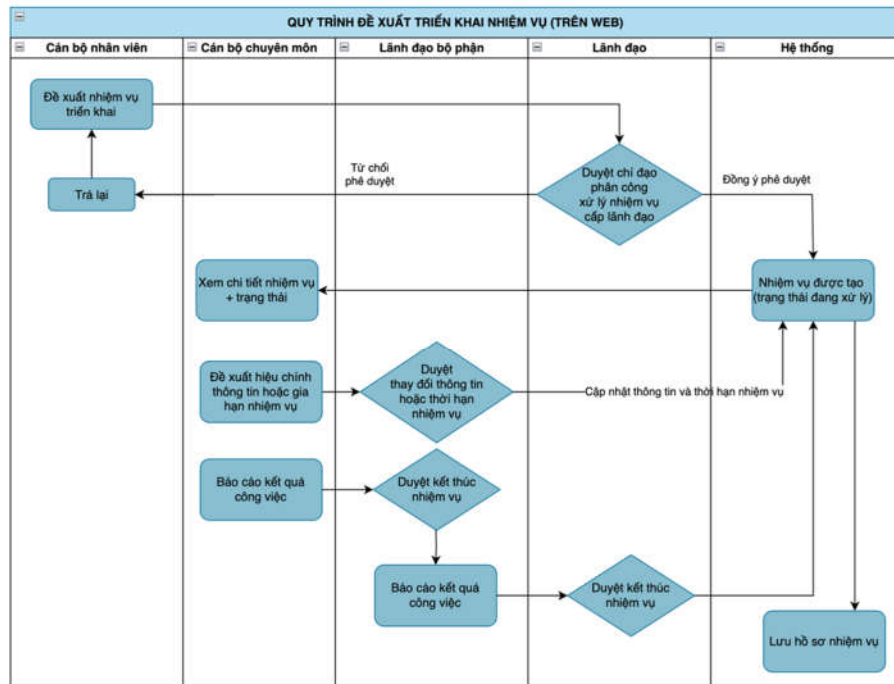 QUY TRÌNH ĐỀ XUẤT TRIỂN KHAI NHIỆM VỤ (TRÊN WEB)
Cán bộ nhân viên
Cán bộ chuyên môn
Lãnh đạo bộ phận
Lãnh đạo
Hệ thống
Đề xuất nhiệm vụ
triển khai
Từ chối
phê duyệt
Duyệt chỉ đạo
phân công
xử lý nhiệm vụ
cấp lãnh đạo
Đồng ý phê duyệt
Trả lại
Xem chi tiết nhiệm vụ
+ trạng thái
Nhiệm vụ được tạo
(trạng thái đang xử lý)
Đề xuất hiệu chỉnh
thông tin hoặc gia
hạn nhiệm vụ
Duyệt
thay đổi thông tin
hoặc thời hạn
nhiệm vụ
Cập nhật thông tin và thời hạn nhiệm vụ
Báo cáo kết quả
công việc
Duyệt kết thúc
nhiệm vụ
Báo cáo kết quả
công việc
Duyệt kết thúc
nhiệm vụ
Lưu hồ sơ nhiệm vụ